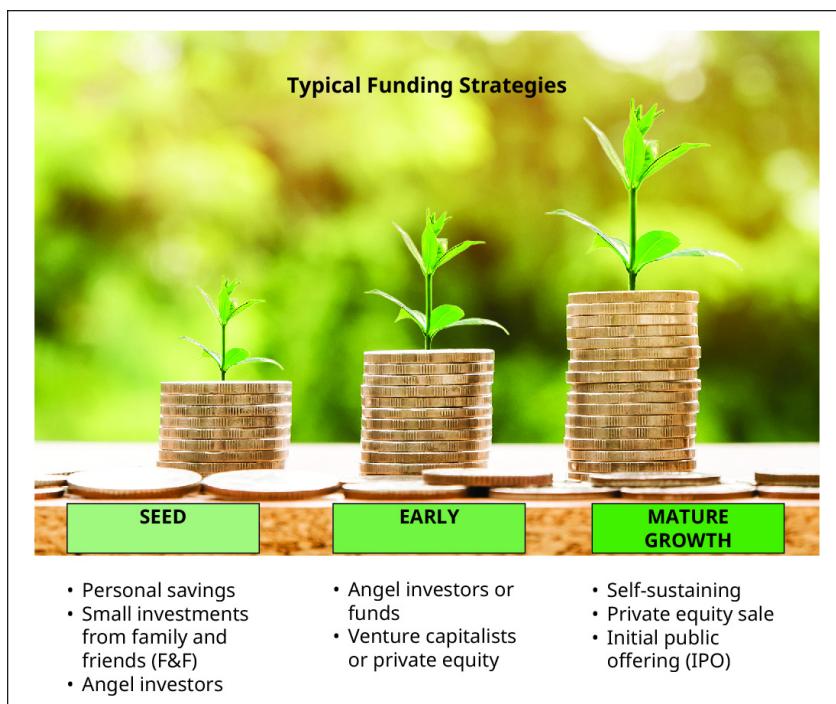 Typical Funding Strategies
SEED
• Personal savings
• Small investments
from family and
friends (F&F)
• Angel investors
EARLY
• Angel investors or
funds
• Venture capitalists
or private equity
MATURE
GROWTH
• Self-sustaining
• Private equity sale
• Initial public
offering (IPO)